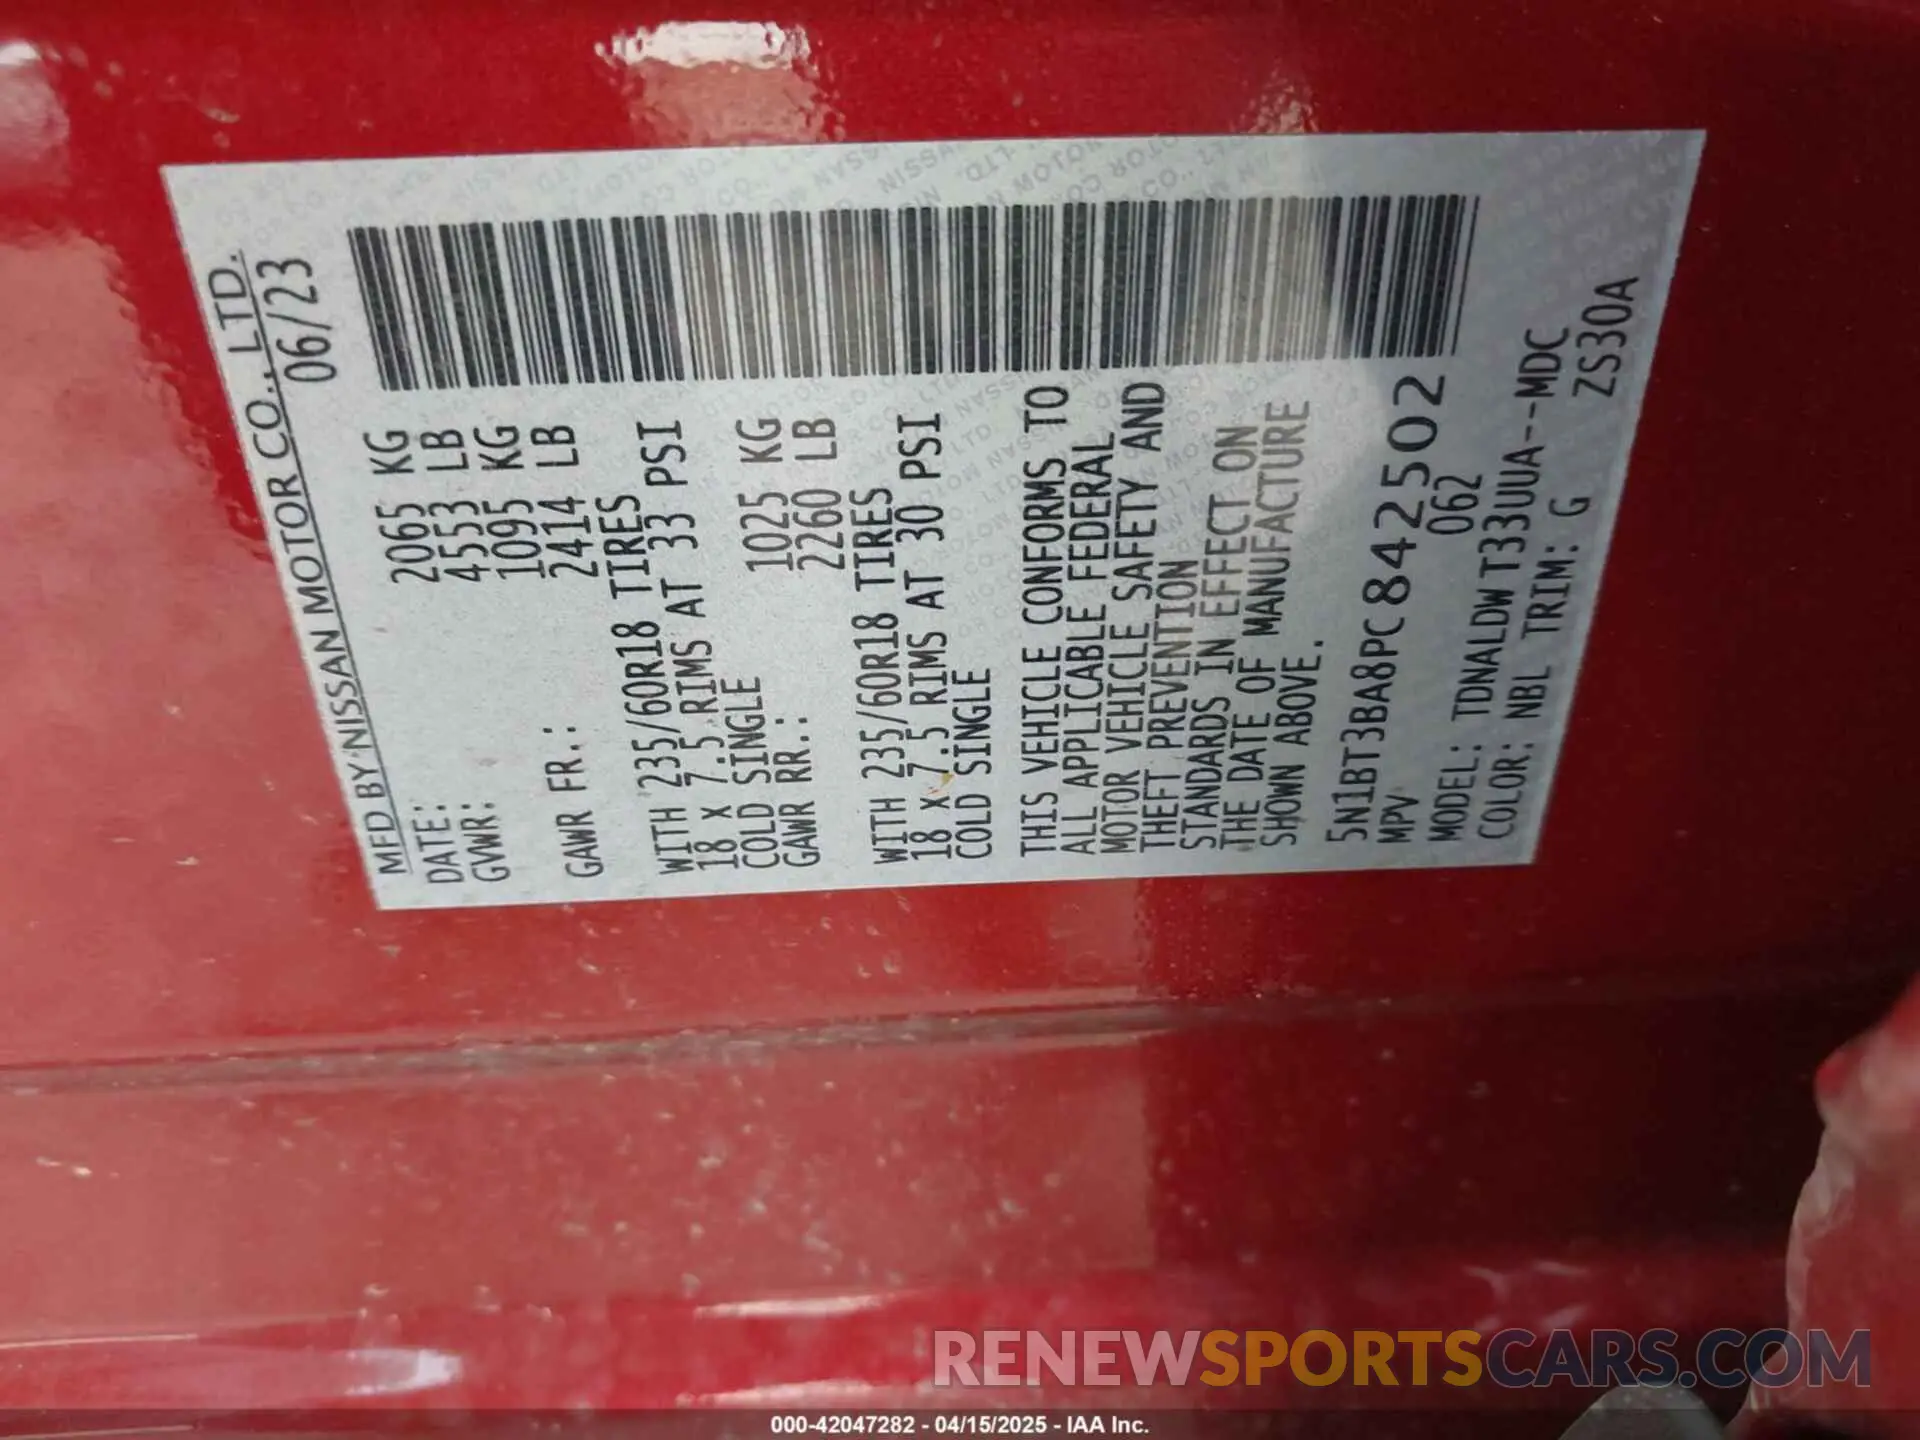 MFD BY NISSAN MOTOR CO., LTD.
DATE: 06/23
GVWR: 2065 KG
4553 LB
1095 KG
GAWR FR.: 2414 LB
WITH 235/60R18 TIRES
18 X 7.5 RIMS AT 33 PSI
COLD SINGLE
GAWR RR.: 1025 KG
2260 LB
WITH 235/60R18 TIRES
18 X 7.5 RIMS AT 30 PSI
COLD SINGLE
THIS VEHICLE CONFORMS TO
ALL APPLICABLE FEDERAL
MOTOR VEHICLE SAFETY AND
THEFT PREVENTION
STANDARDS IN EFFECT ON
THE DATE OF MANUFACTURE
SHOWN ABOVE.
5N1BT3BA8PC842502
MPV 062
MODEL: TDNALDWT33UUA--MDC
COLOR: NBL TRIM: G ZS30A
RENEWSPORTSCARS.COM
000-42047282 - 04/15/2025 - IAA Inc.